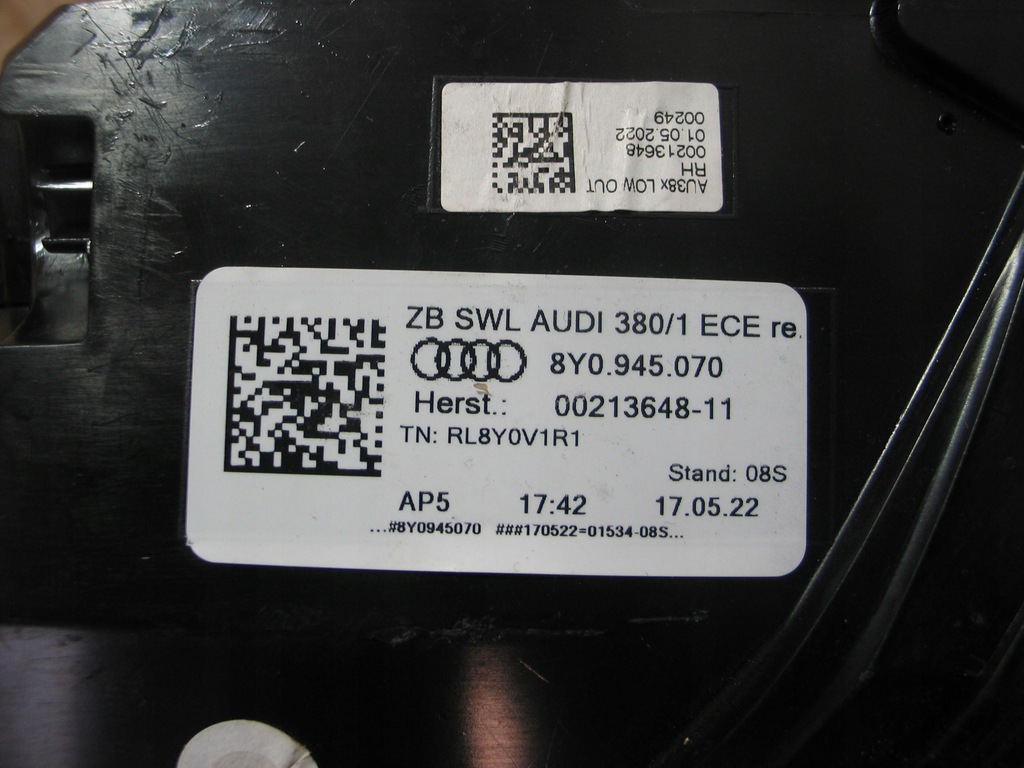 AU38x LOW OUT
RH
00213648
01.05.2022
00249
ZB SWL AUDI 380/1 ECE re.
8Y0.945.070
Herst.: 00213648-11
TN: RL8Y0V1R1
Stand: 08S
AP5 17:42 17.05.22
...#8Y0945070 ###170522=01534-08S...